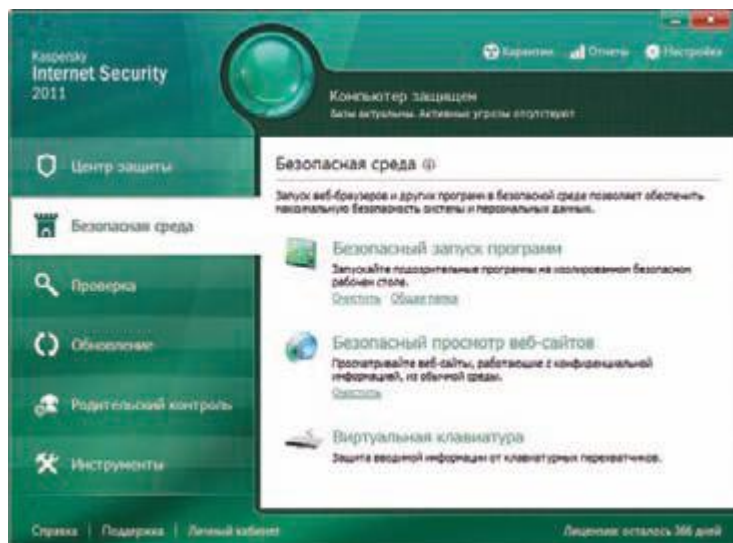 Kaspersky
Internet Security
2011
Карантин Отчеты Настройка
Компьютер защищен
Базы актуальны. Активные угрозы отсутствуют
Центр защиты
Безопасная среда
Проверка
Обновление
Родительский контроль
Инструменты
Безопасная среда
Запуск веб-браузеров и других программ в безопасной среде позволяет обеспечить
максимальную безопасность системы и персональных данных.
Безопасный запуск программ
Запускайте подозрительные программы на изолированном безопасном
рабочем столе.
Очистить Общая папка
Безопасный просмотр веб-сайтов
Просматривайте веб-сайты, работающие с конфиденциальной
информацией, из обычной среды.
Очистить
Виртуальная клавиатура
Защита вводимой информации от клавиатурных перехватчиков.
Справка | Поддержка | Личный кабинет
Лицензия: осталось 366 дней